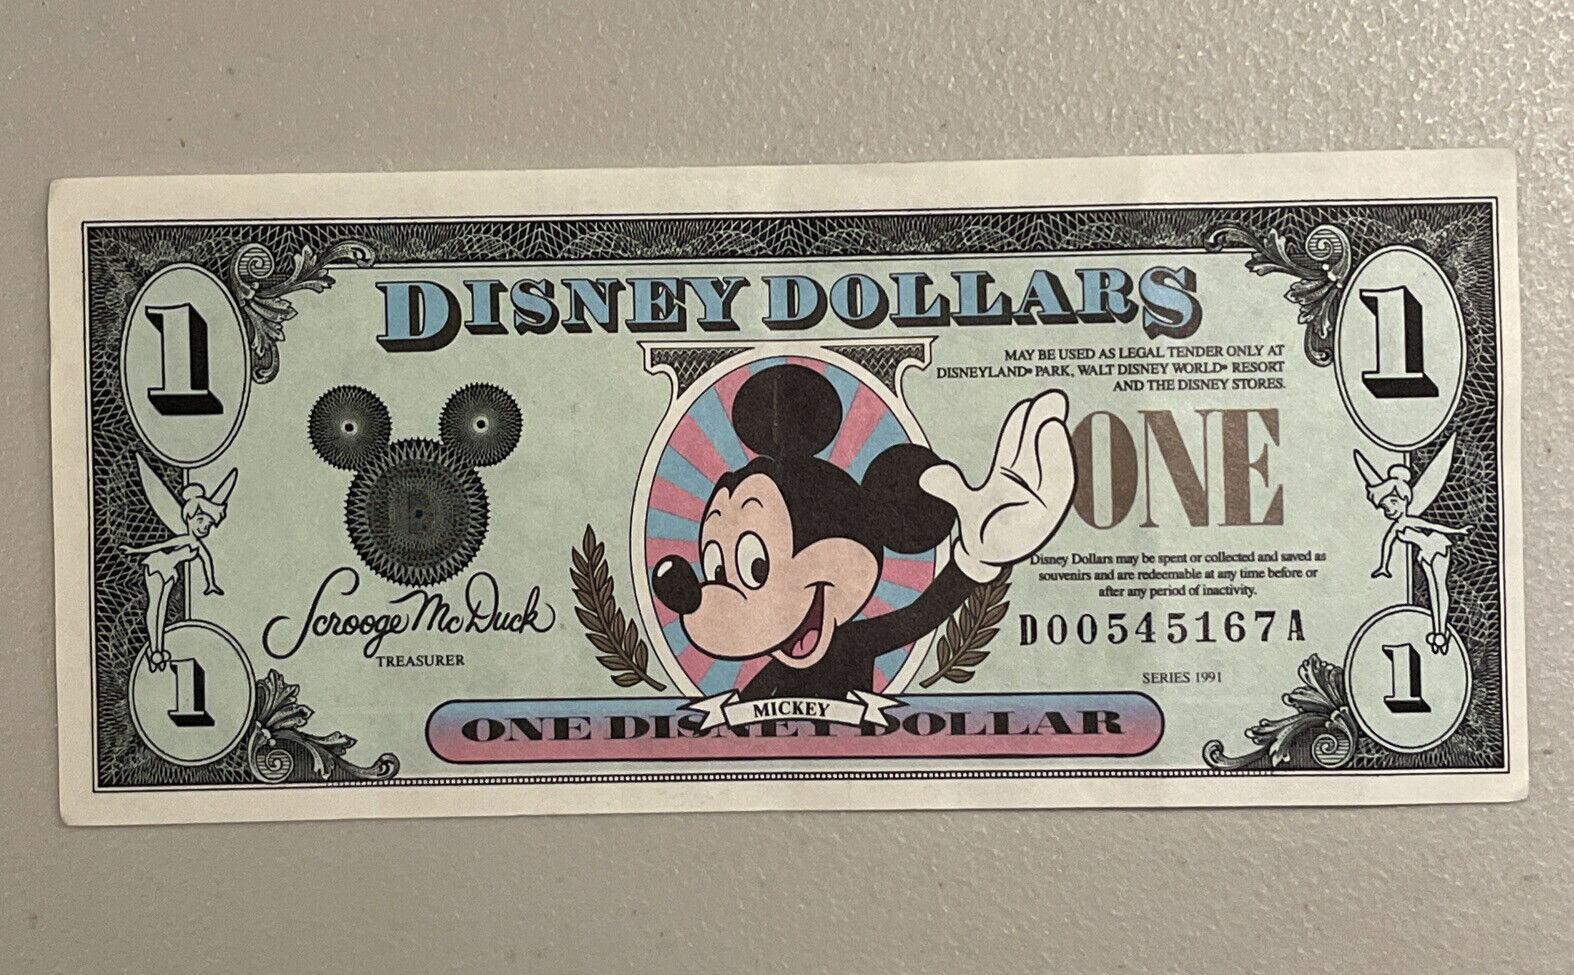 DISNEY DOLLARS
1
1
MAY BE USED AS LEGAL TENDER ONLY AT
DISNEYLAND® PARK, WALT DISNEY WORLD® RESORT
AND THE DISNEY STORES.
ONE
Disney Dollars may be spent or collected and saved as
souvenirs and are redeemable at any time before or
after any period of inactivity.
D00545167A
SERIES 1991
Scrooge McDuck
TREASURER
1
1
MICKEY
ONE DISNEY DOLLAR